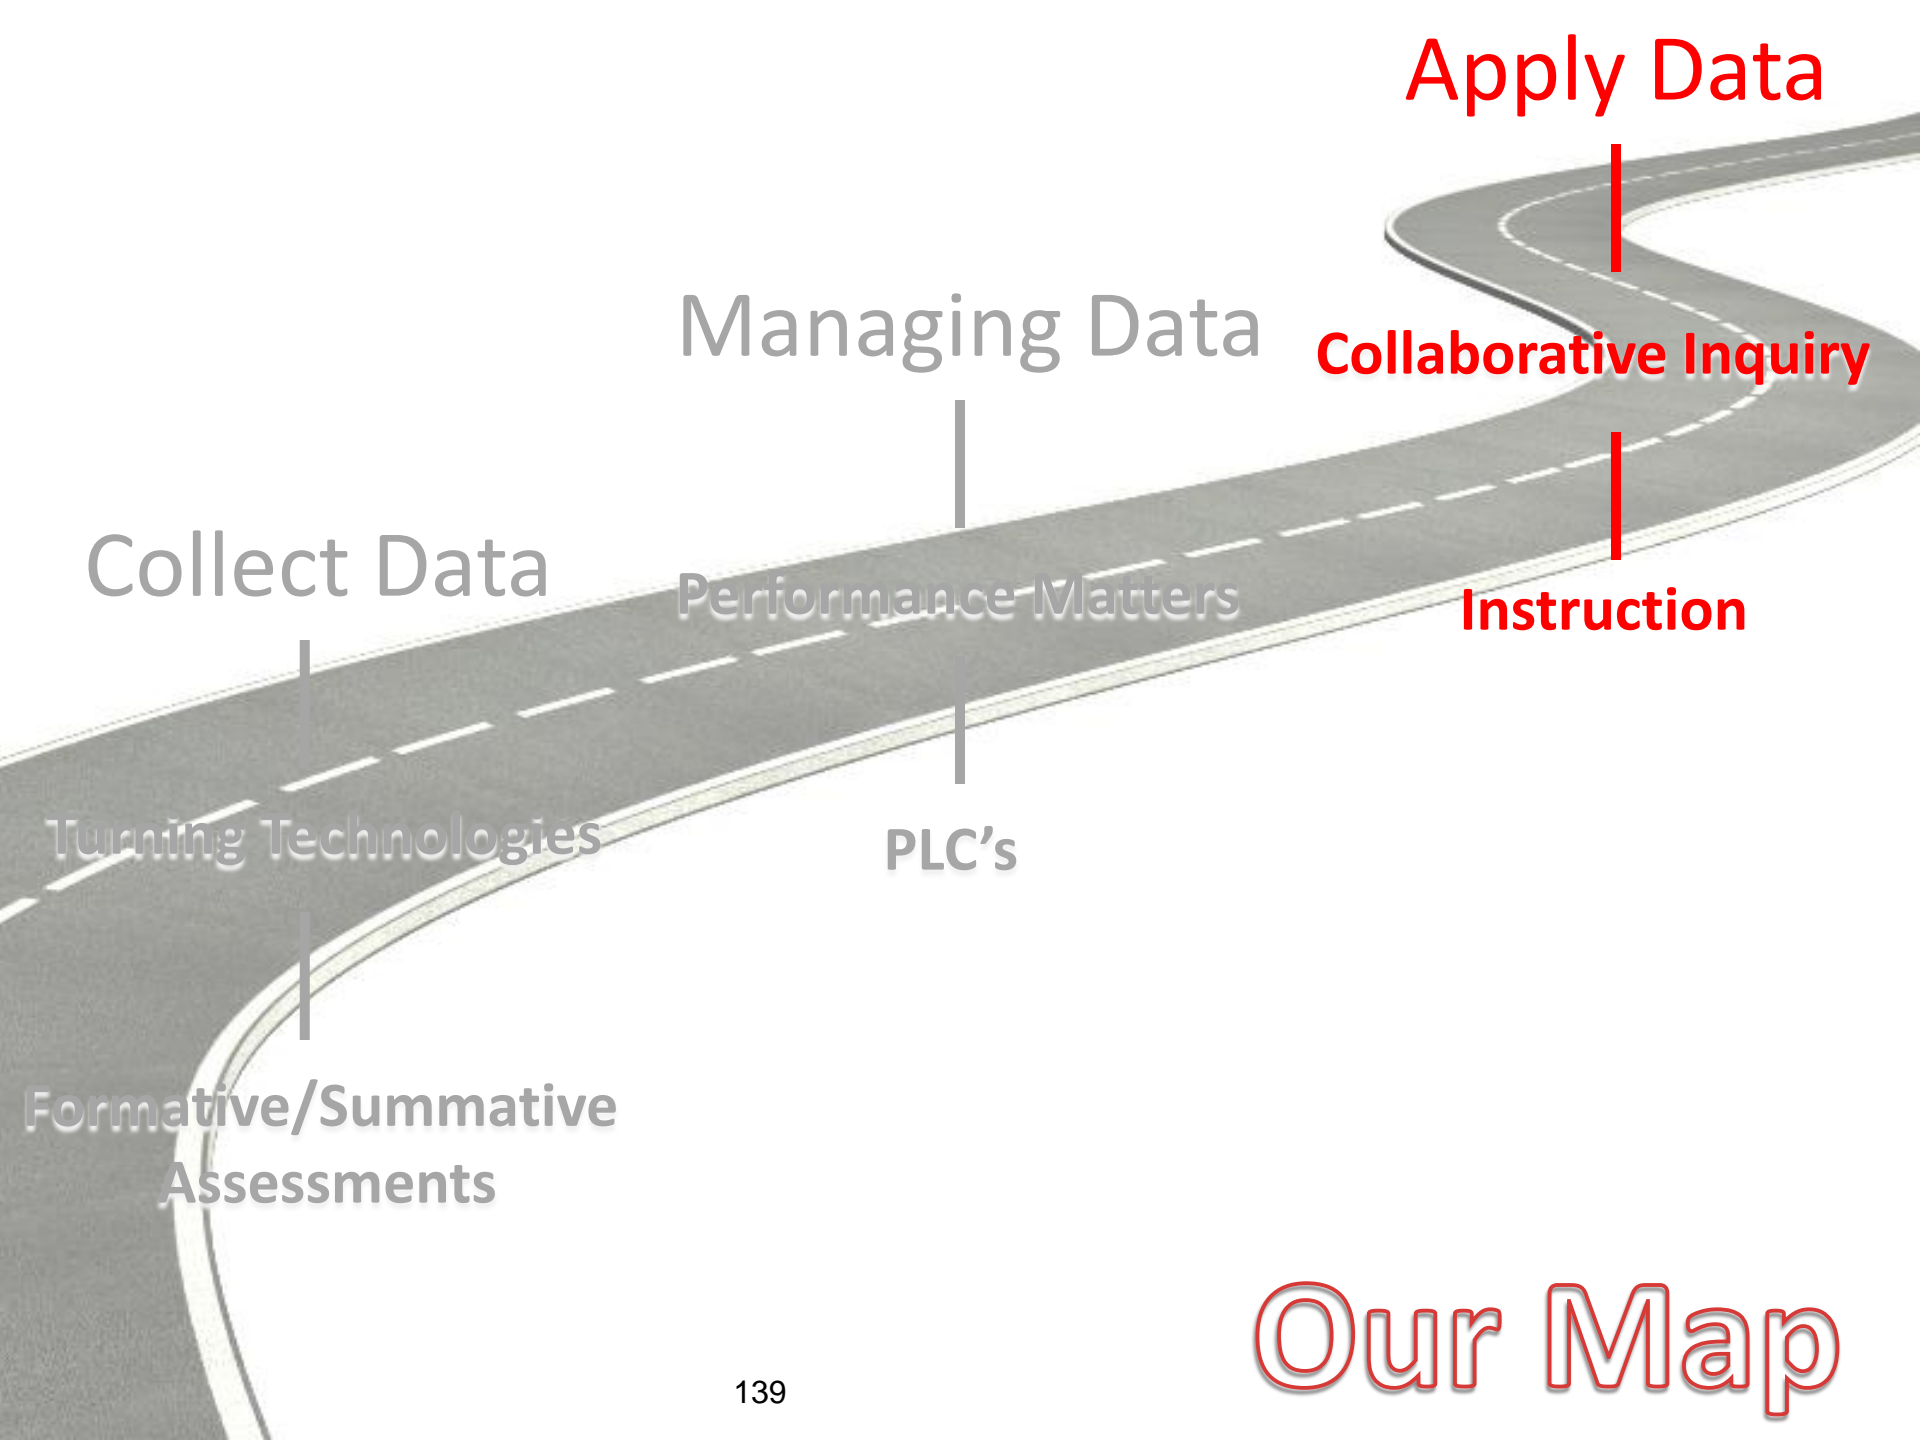 Apply Data
Collaborative Inquiry
Instruction
Managing Data
Performance Matters
PLC’s
Collect Data
Turning Technologies
Formative/Summative
Assessments
Our Map
139